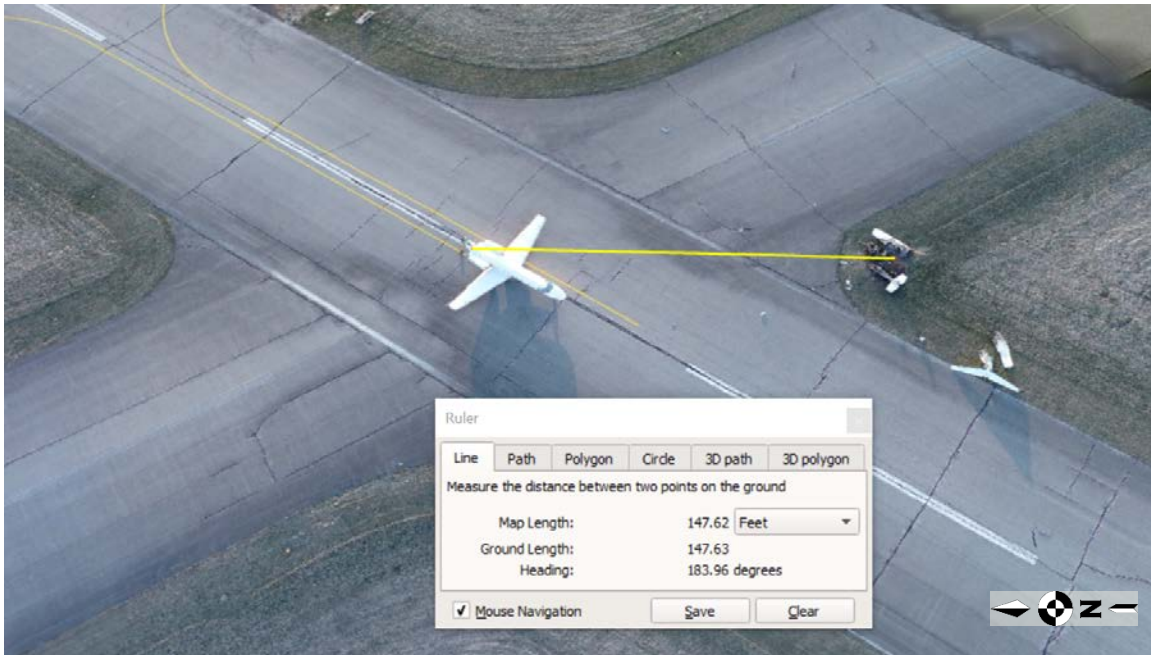 Ruler
Line Path Polygon Circle 3D path 3D polygon
Measure the distance between two points on the ground
Map Length: 147.62 Feet
Ground Length: 147.63
Heading: 183.96 degrees
Mouse Navigation Save Clear
N